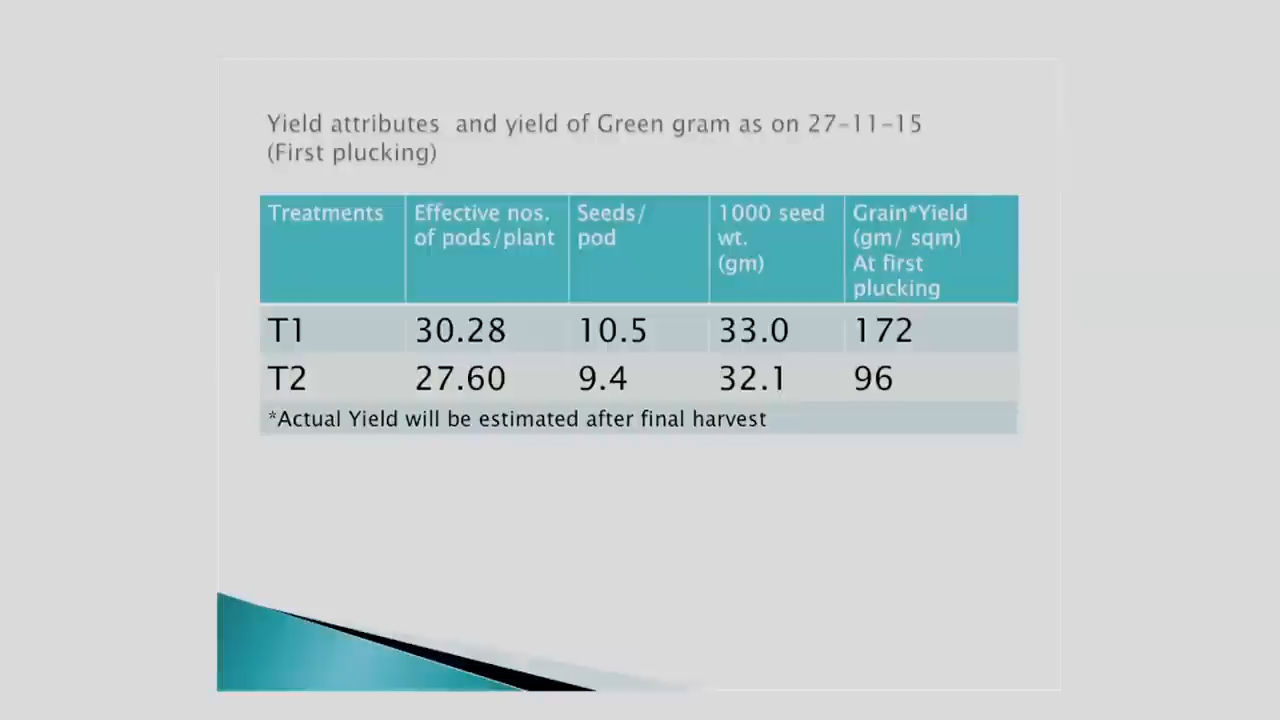 Yield attributes and yield of Green gram as on 27-11-15
(First plucking)
Treatments
Effective nos.
of pods/plant
Seeds/
pod
1000 seed
wt.
(gm)
Grain*Yield
(gm/ sqm)
At first
plucking
T1 30.28 10.5 33.0 172
T2 27.60 9.4 32.1 96
*Actual Yield will be estimated after final harvest